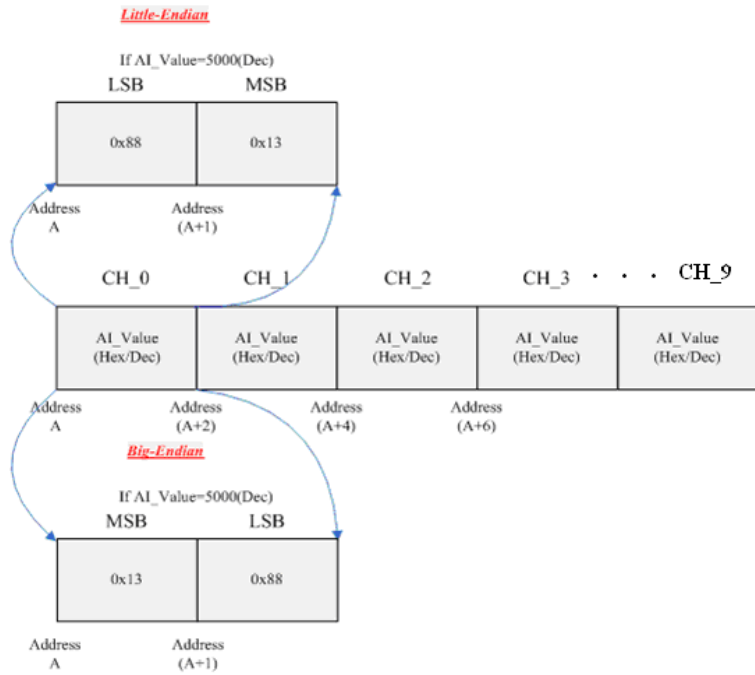 Little-Endian
If AI_Value=5000(Dec)
LSB MSB
0x88 0x13
Address Address
A (A+1)
CH_0 CH_1 CH_2 CH_3 · · · CH_9
AI_Value AI_Value AI_Value AI_Value AI_Value
(Hex/Dec) (Hex/Dec) (Hex/Dec) (Hex/Dec) (Hex/Dec)
Address Address Address Address
A (A+2) (A+4) (A+6)
Big-Endian
If AI_Value=5000(Dec)
MSB LSB
0x13 0x88
Address Address
A (A+1)